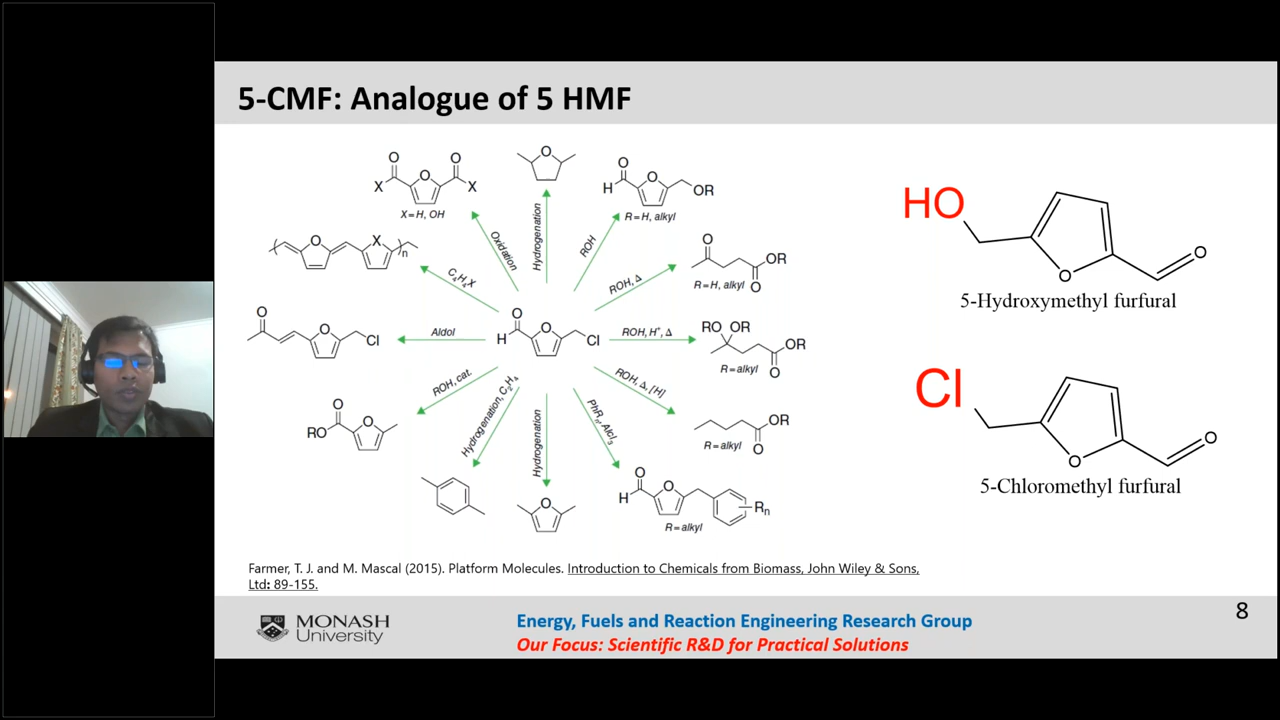 5-CMF: Analogue of 5 HMF
O
O
O
X
X
X=H, OH
O
O
H
O
OR
R=H, alkyl
Oxidation
Hydrogenation
ROH
O
X
n
C4H4X
O
OR
O
R=H, alkyl
ROH, Δ
O
O
Cl
Aldol
O
H
O
Cl
ROH, H+, Δ
RO OR
OR
O
R=alkyl
O
RO
O
ROH, cat.
Hydrogenation, C2H4
Hydrogenation
PhRn, AlCl3
ROH, Δ, [H]
OR
O
R=alkyl
O
O
H
O
Rn
R=alkyl
HO
O
O
5-Hydroxymethyl furfural
Cl
O
O
5-Chloromethyl furfural
Farmer, T. J. and M. Mascal (2015). Platform Molecules. Introduction to Chemicals from Biomass, John Wiley & Sons,
Ltd: 89-155.
MONASH
University
Energy, Fuels and Reaction Engineering Research Group
Our Focus: Scientific R&D for Practical Solutions
8